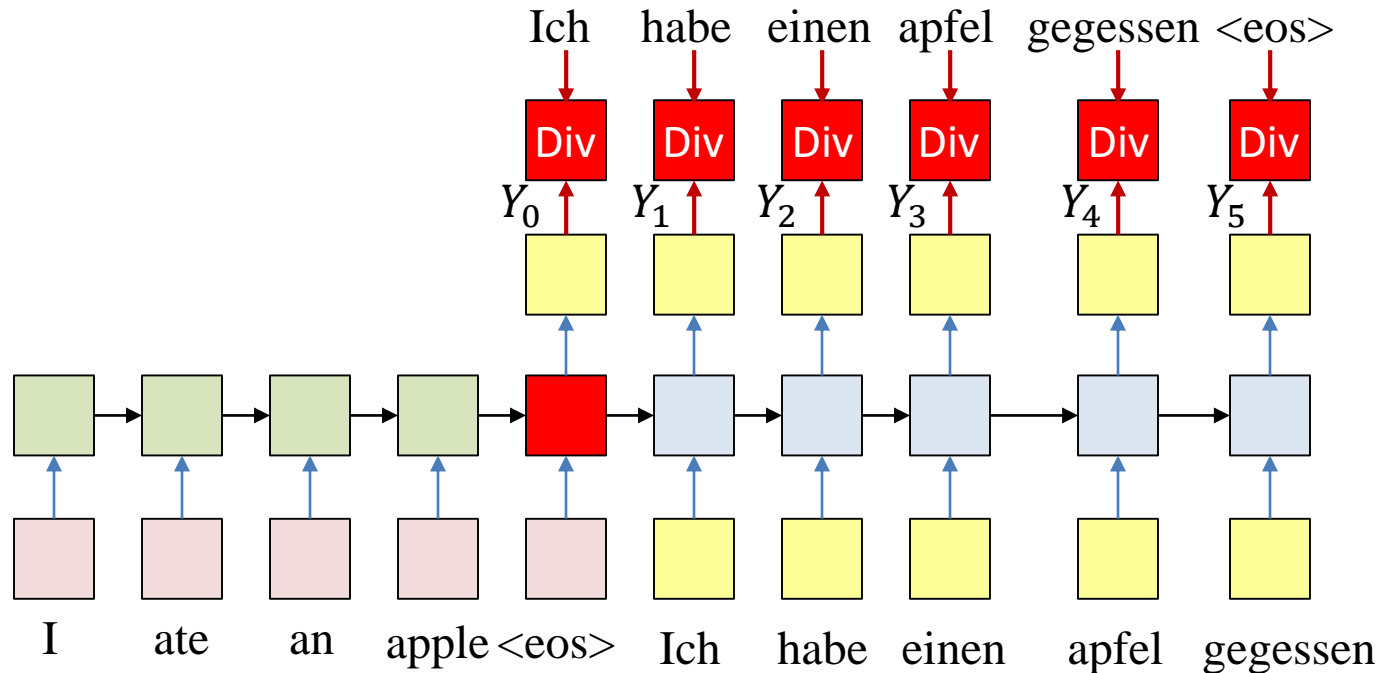 Ich habe einen apfel gegessen <eos>
Div Div Div Div Div Div
Y₀ Y₁ Y₂ Y₃ Y₄ Y₅
I ate an apple <eos> Ich habe einen apfel gegessen